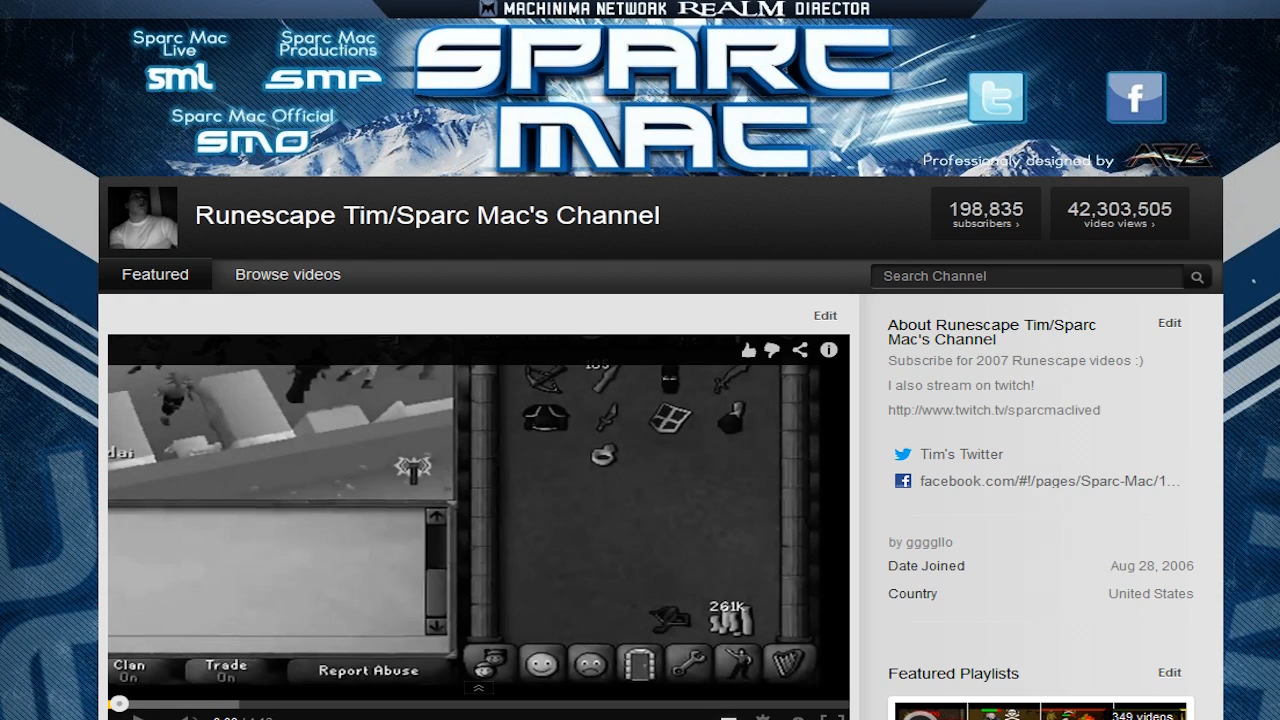 MACHINIMA NETWORK REALM DIRECTOR
Sparc Mac
Live
sml
Sparc Mac
Productions
smp
Sparc Mac Official
smo
SPARC
MAC
Professionally designed by
Runescape Tim/Sparc Mac's Channel
198,835
subscribers ›
42,303,505
video views ›
Featured
Browse videos
Search Channel
Edit
185
dai
261K
Clan
On
Trade
On
Report Abuse
About Runescape Tim/Sparc
Mac's Channel
Edit
Subscribe for 2007 Runescape videos :)
I also stream on twitch!
http://www.twitch.tv/sparcmaclived
Tim's Twitter
facebook.com/#!/pages/Sparc-Mac/1...
by ggggllo
Date Joined
Aug 28, 2006
Country
United States
Featured Playlists
Edit
349 videos